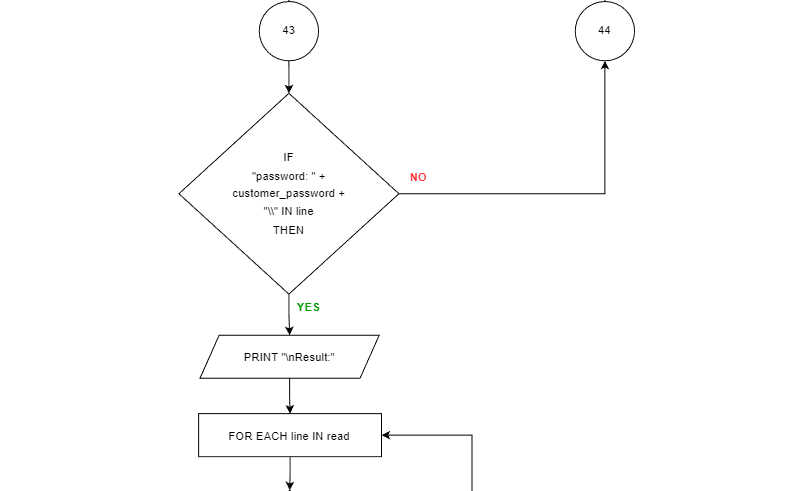 43
44
IF
"password: " +
customer_password +
"\\" IN line
THEN
NO
YES
PRINT "\nResult:"
FOR EACH line IN read